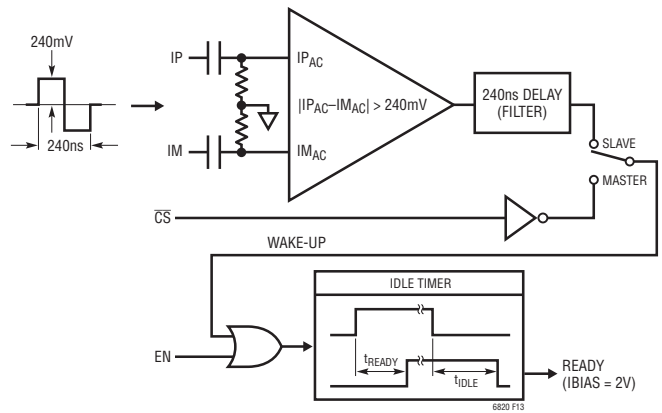 240mV
240ns
IP
IPAC
|IPAC–IMAC| > 240mV
IM
IMAC
240ns DELAY
(FILTER)
SLAVE
MASTER
CS
WAKE-UP
IDLE TIMER
EN
tREADY
tIDLE
READY
(IBIAS = 2V)
6820 F13